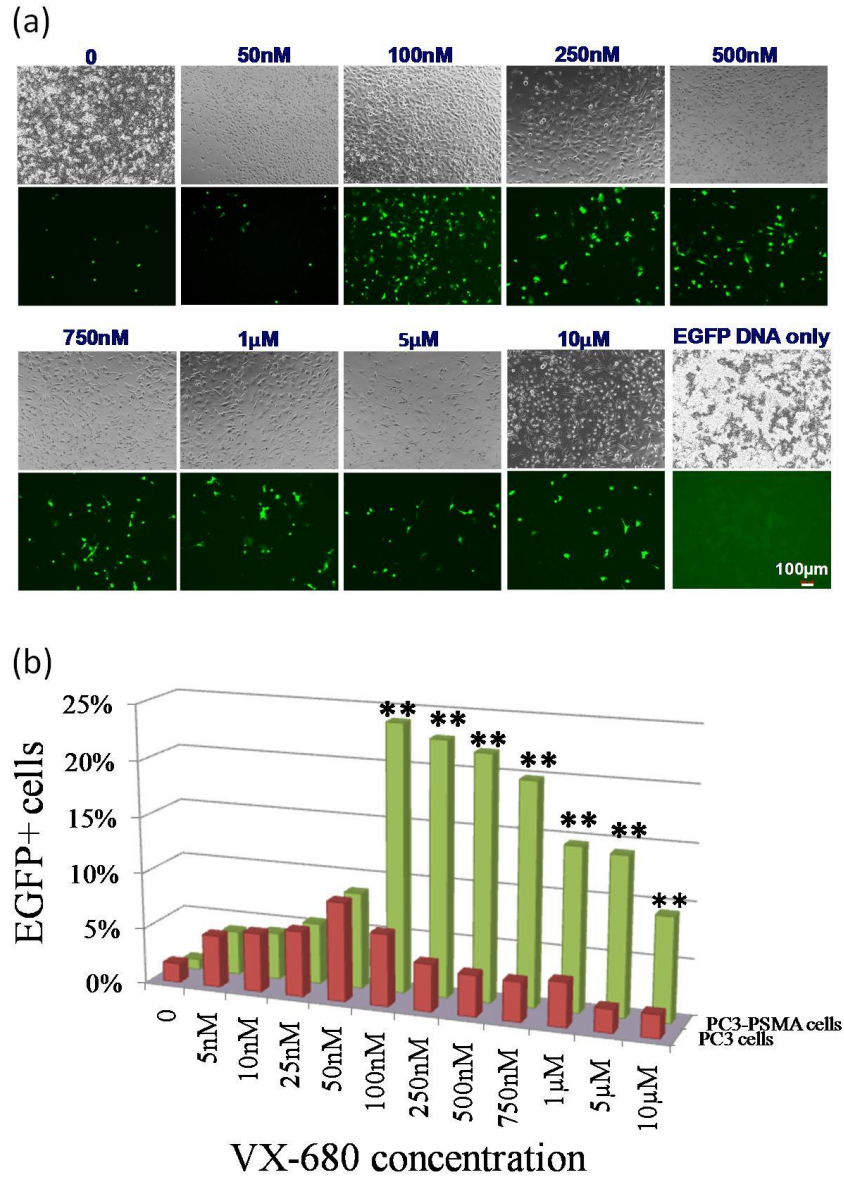 (a)
0 50nM 100nM 250nM 500nM
750nM 1µM 5µM 10µM EGFP DNA only
100µm
(b)
25%
20%
15%
10%
5%
0%
EGFP+ cells
** ** ** ** ** ** **
PC3-PSMA cells
PC3 cells
0 5nM 10nM 25nM 50nM 100nM 250nM 500nM 750nM 1µM 5µM 10µM
VX-680 concentration